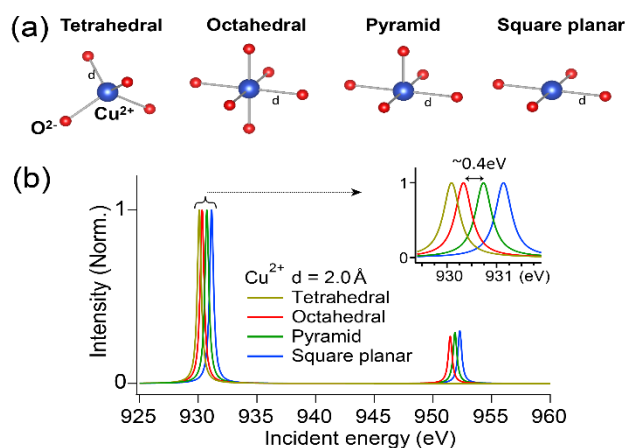 (a) Tetrahedral Octahedral Pyramid Square planar
d d d d
O²⁻ Cu²⁺
(b)
~0.4eV
1
0
930 931 (eV)
Intensity (Norm.)
1
0
Cu²⁺ d = 2.0 Å
Tetrahedral
Octahedral
Pyramid
Square planar
925 930 935 940 945 950 955 960
Incident energy (eV)